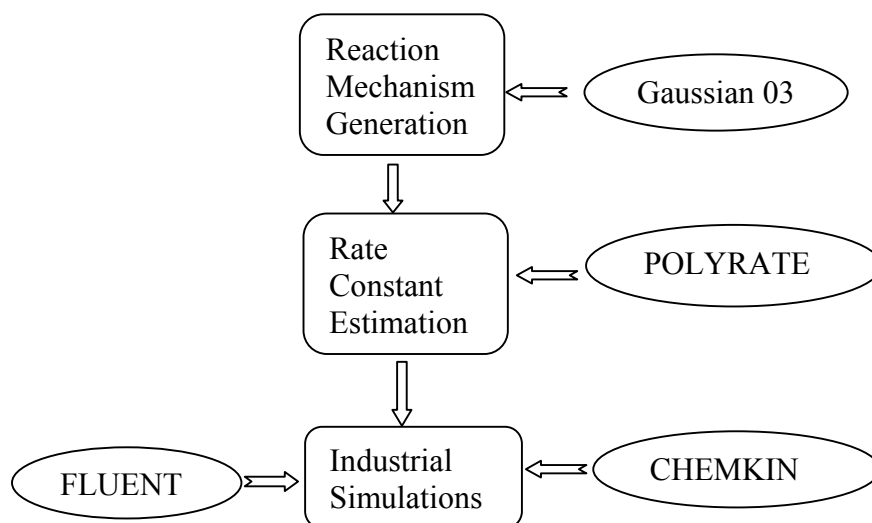 Reaction
Mechanism
Generation
Gaussian 03
Rate
Constant
Estimation
POLYRATE
FLUENT
Industrial
Simulations
CHEMKIN